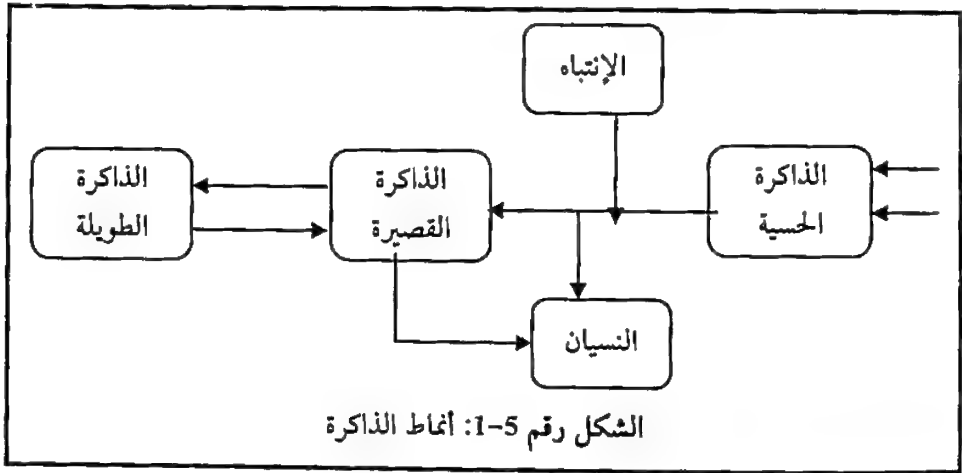 الإنتباه
الذاكرة
الحسية
الذاكرة
القصيرة
الذاكرة
الطويلة
النسيان
الشكل رقم 5-1: أنماط الذاكرة